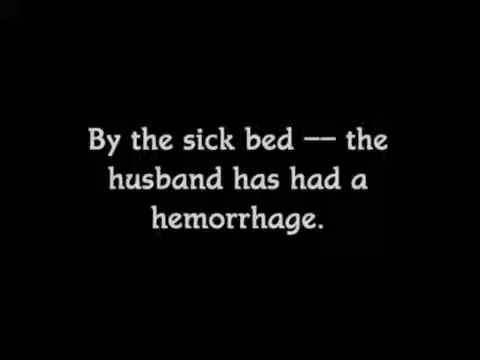 By the sick bed –– the
husband has had a
hemorrhage.